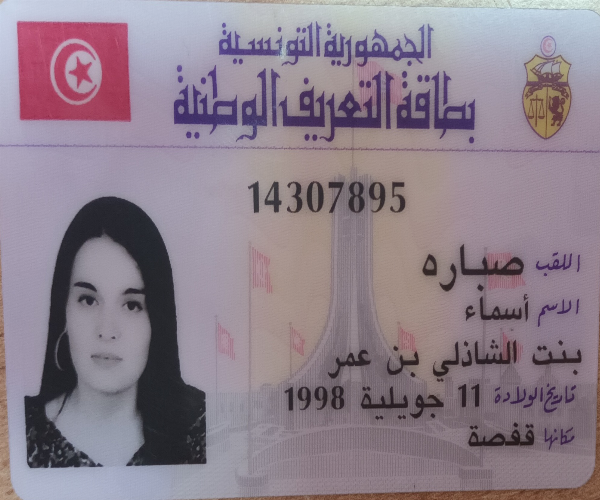 الجمهورية التونسية
بطاقة التعريف الوطنية
14307895
اللقب صباره
الاسم أسماء
بنت الشاذلي بن عمر
تاريخ الولادة 11 جويلية 1998
مكانها قفصة